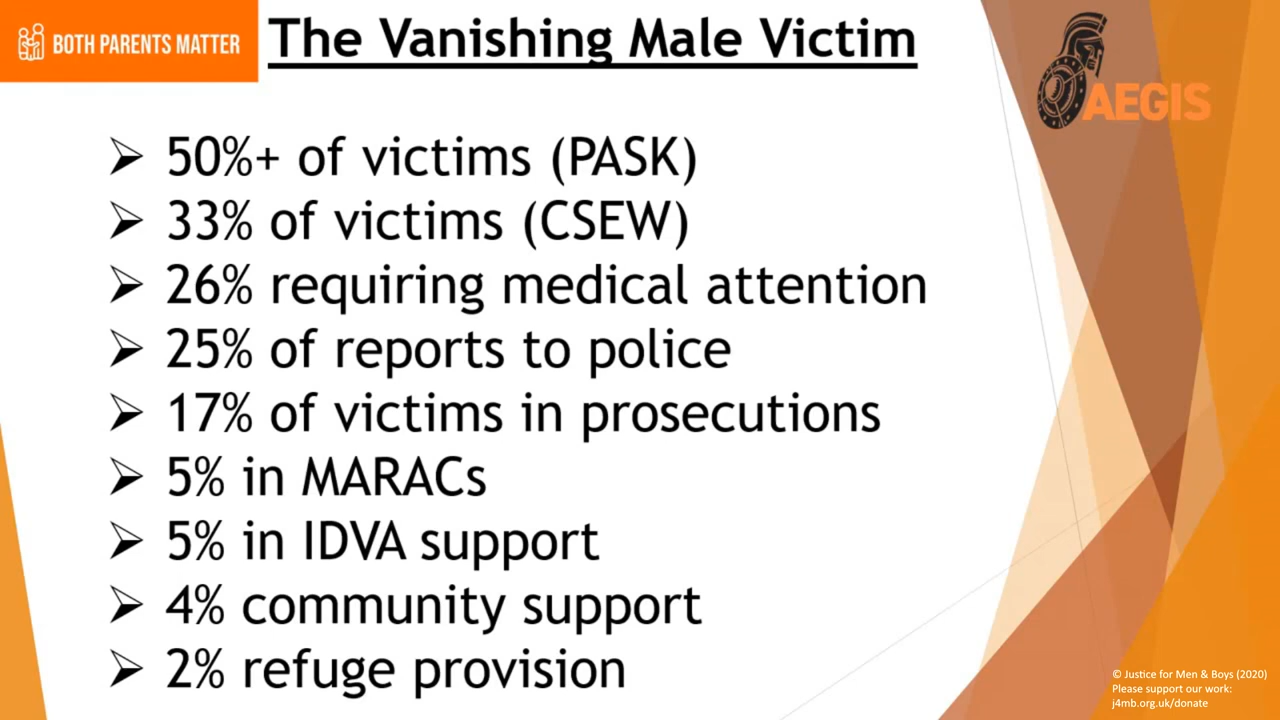 BOTH PARENTS MATTER
The Vanishing Male Victim
AEGIS
50%+ of victims (PASK)
33% of victims (CSEW)
26% requiring medical attention
25% of reports to police
17% of victims in prosecutions
5% in MARACs
5% in IDVA support
4% community support
2% refuge provision
© Justice for Men & Boys (2020)
Please support our work:
j4mb.org.uk/donate